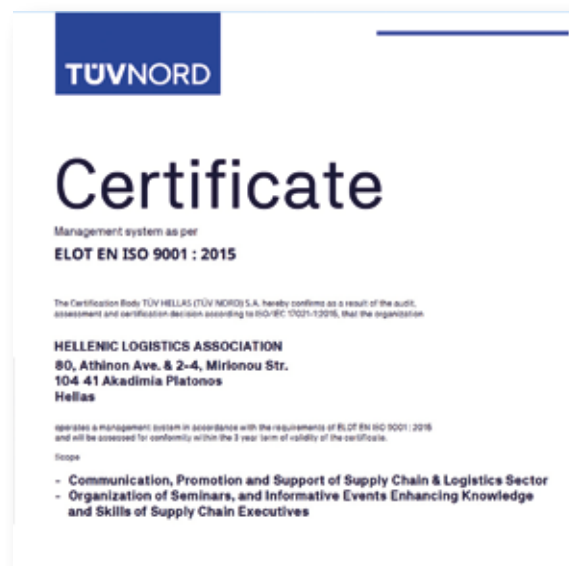 TÜVNORD
Certificate
Management system as per
ELOT EN ISO 9001 : 2015
The Certification Body TÜV HELLAS (TÜV NORD) S.A. hereby confirms as a result of the audit,
assessment and certification decision according to ISO/IEC 17021-1:2015, that the organization
HELLENIC LOGISTICS ASSOCIATION
80, Athinon Ave. & 2-4, Mirionou Str.
104 41 Akadimia Platonos
Hellas
operates a management system in accordance with the requirements of ELOT EN ISO 9001 : 2015
and will be assessed for conformity within the 3 year term of validity of the certificate.
Scope
- Communication, Promotion and Support of Supply Chain & Logistics Sector
- Organization of Seminars, and Informative Events Enhancing Knowledge
and Skills of Supply Chain Executives